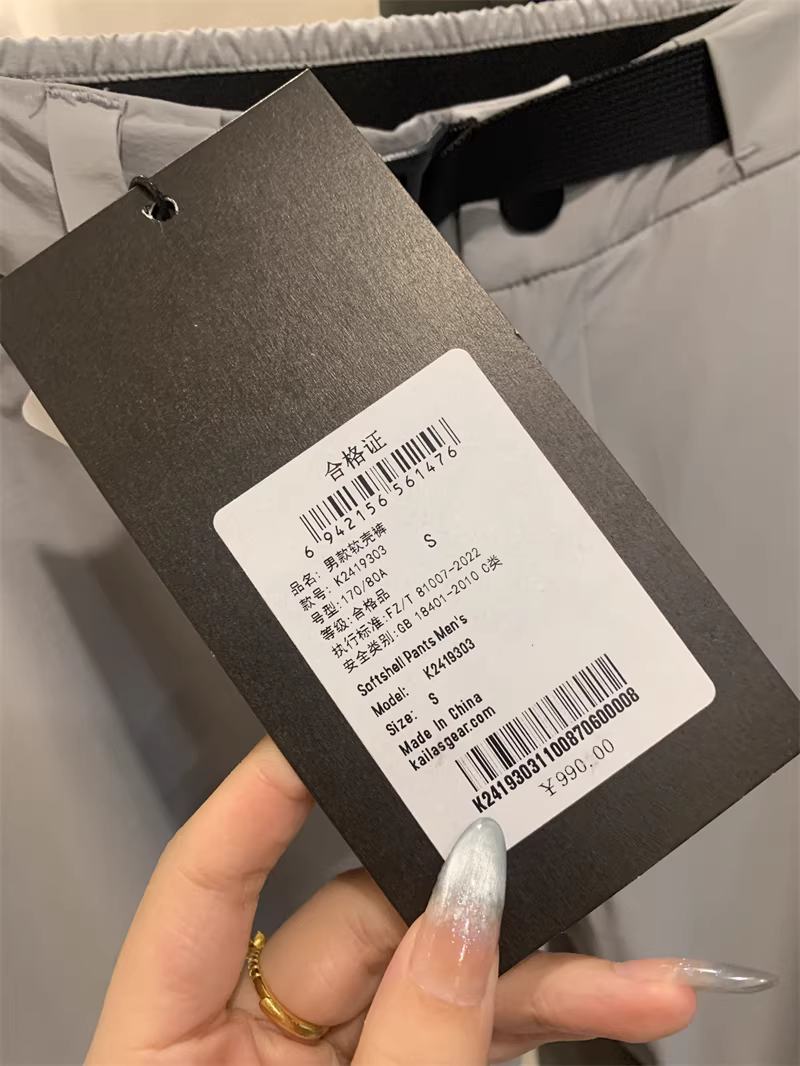 合格证
6 942156 561476
品名: 男款软壳裤
款号: K2419303 S
号型:170/80A
等级:合格品
执行标准:FZ/T 81007-2022
安全类别:GB 18401-2010 C类
Softshell Pants Men's
Model: K2419303
Size: S
Made In China
kailasgear.com
K24193031100870600008
¥990.00